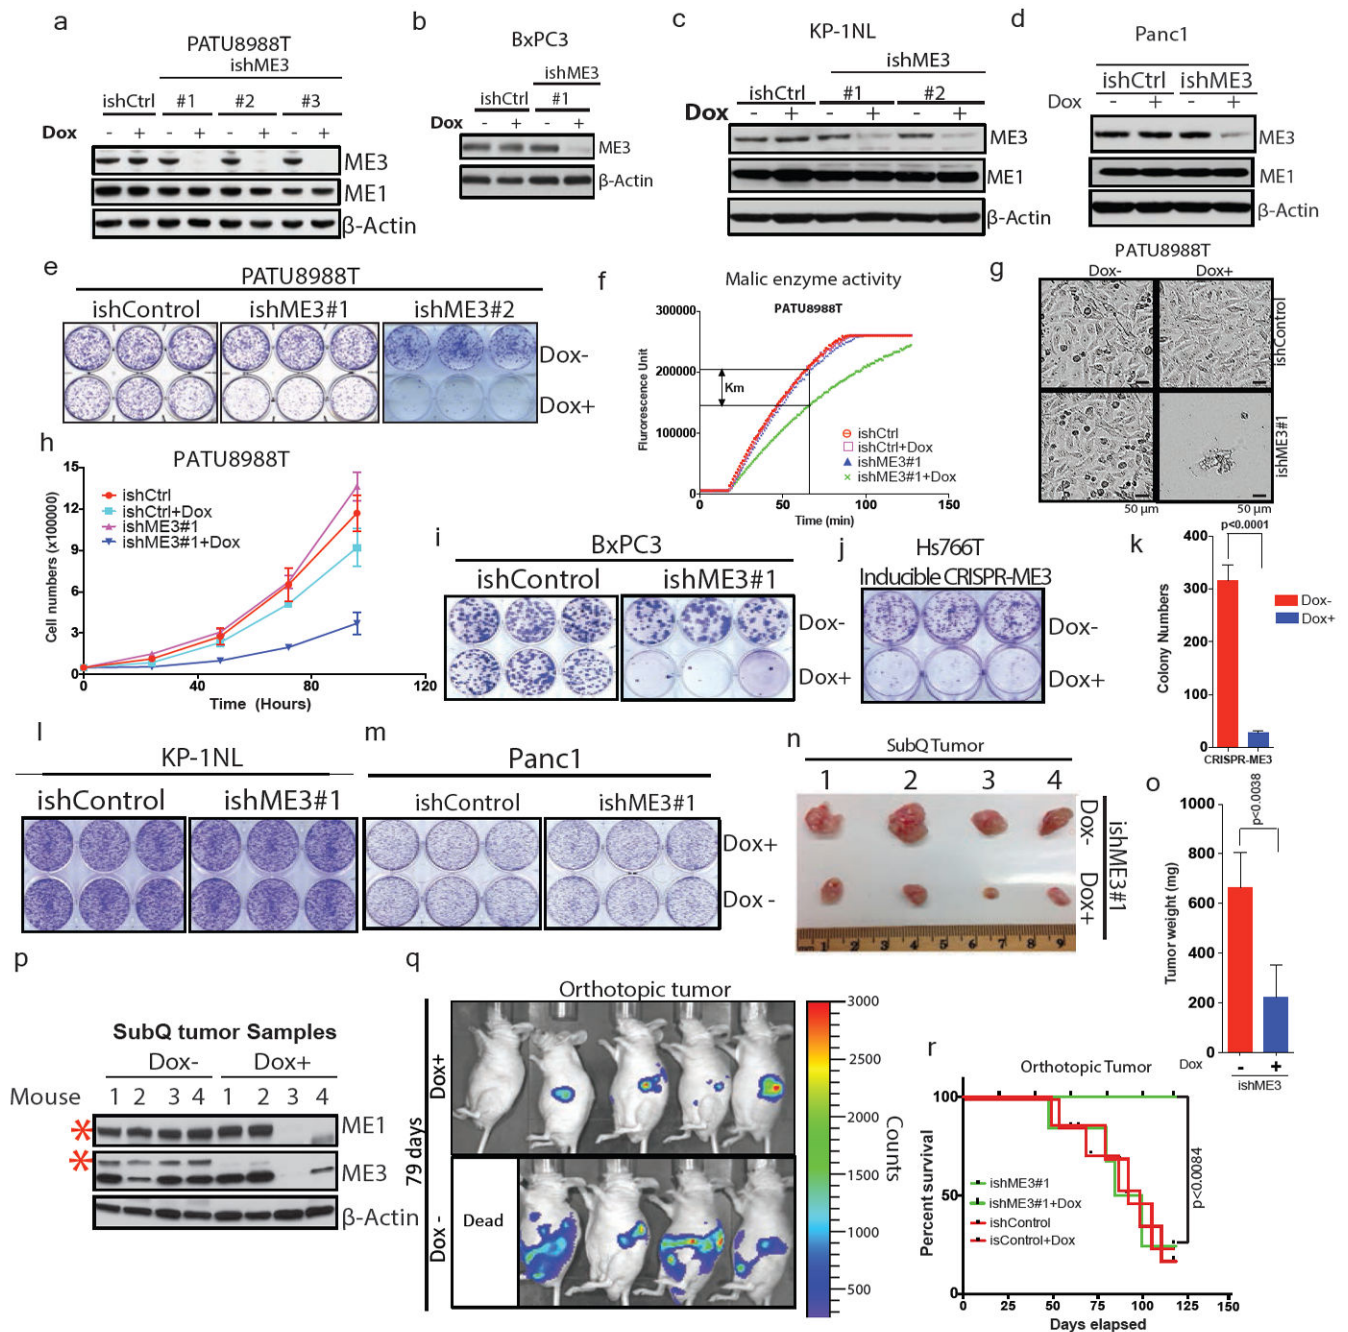 a
PATU8988T
ishME3
ishCtrl #1 #2 #3
Dox - + - + - + - +
ME3
ME1
β-Actin
b
BxPC3
ishME3
ishCtrl #1
Dox - + - +
ME3
β-Actin
c
KP-1NL
ishME3
ishCtrl #1 #2
Dox - + - + - +
ME3
ME1
β-Actin
d
Panc1
ishCtrl ishME3
Dox - + - +
ME3
ME1
β-Actin
e
PATU8988T
ishControl ishME3#1 ishME3#2
Dox-
Dox+
f
Malic enzyme activity
PATU8988T
Flurorescence Unit
300000
200000
100000
0
Km
ishCtrl
ishCtrl+Dox
ishME3#1
ishME3#1+Dox
0 50 100 150
Time (min)
g
PATU8988T
Dox- Dox+
ishControl
ishME3#1
50 µm 50 µm
h
PATU8988T
Cell numbers (x100000)
15
12
9
6
3
0
ishCtrl
ishCtrl+Dox
ishME3#1
ishME3#1+Dox
0 40 80 120
Time (Hours)
i
BxPC3
ishControl ishME3#1
Dox-
Dox+
j
Hs766T
Inducible CRISPR-ME3
Dox-
Dox+
k
p<0.0001
Colony Numbers
400
300
200
100
0
CRISPR-ME3
Dox-
Dox+
l
KP-1NL
ishControl ishME3#1
m
Panc1
ishControl ishME3#1
Dox+
Dox -
n
SubQ Tumor
1 2 3 4
Dox-
Dox+
ishME3#1
mm 1 2 3 4 5 6 7 8 9
o
p<0.0038
Tumor weight (mg)
1000
800
600
400
200
0
Dox - +
ishME3
p
SubQ tumor Samples
Dox- Dox+
Mouse 1 2 3 4 1 2 3 4
* ME1
* ME3
β-Actin
q
Orthotopic tumor
79 days
Dox+
Dox -
Dead
3000
2500
2000
1500
1000
500
Counts
r
Orthotopic Tumor
Percent survival
100
50
0
ishME3#1
ishME3#1+Dox
ishControl
isControl+Dox
p<0.0084
0 25 50 75 100 125 150
Days elapsed